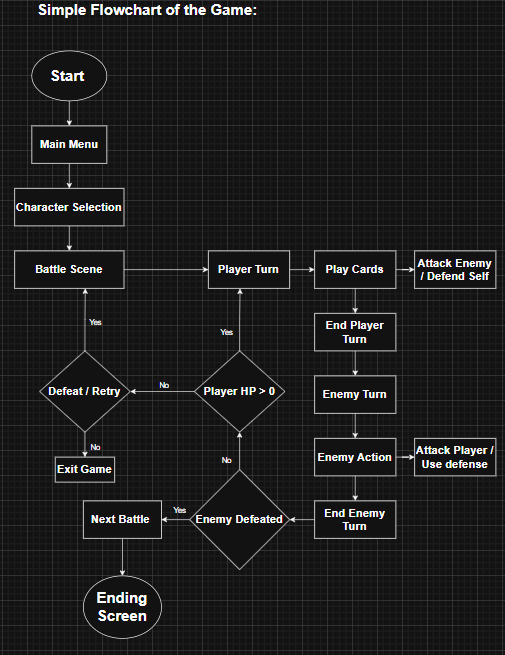 Simple Flowchart of the Game:
Start
Main Menu
Character Selection
Battle Scene
Player Turn
Play Cards
Attack Enemy
/ Defend Self
End Player
Turn
Yes
Yes
Defeat / Retry
No
Player HP > 0
Enemy Turn
No
Exit Game
No
Enemy Action
Attack Player /
Use defense
Next Battle
Yes
Enemy Defeated
End Enemy
Turn
Ending
Screen